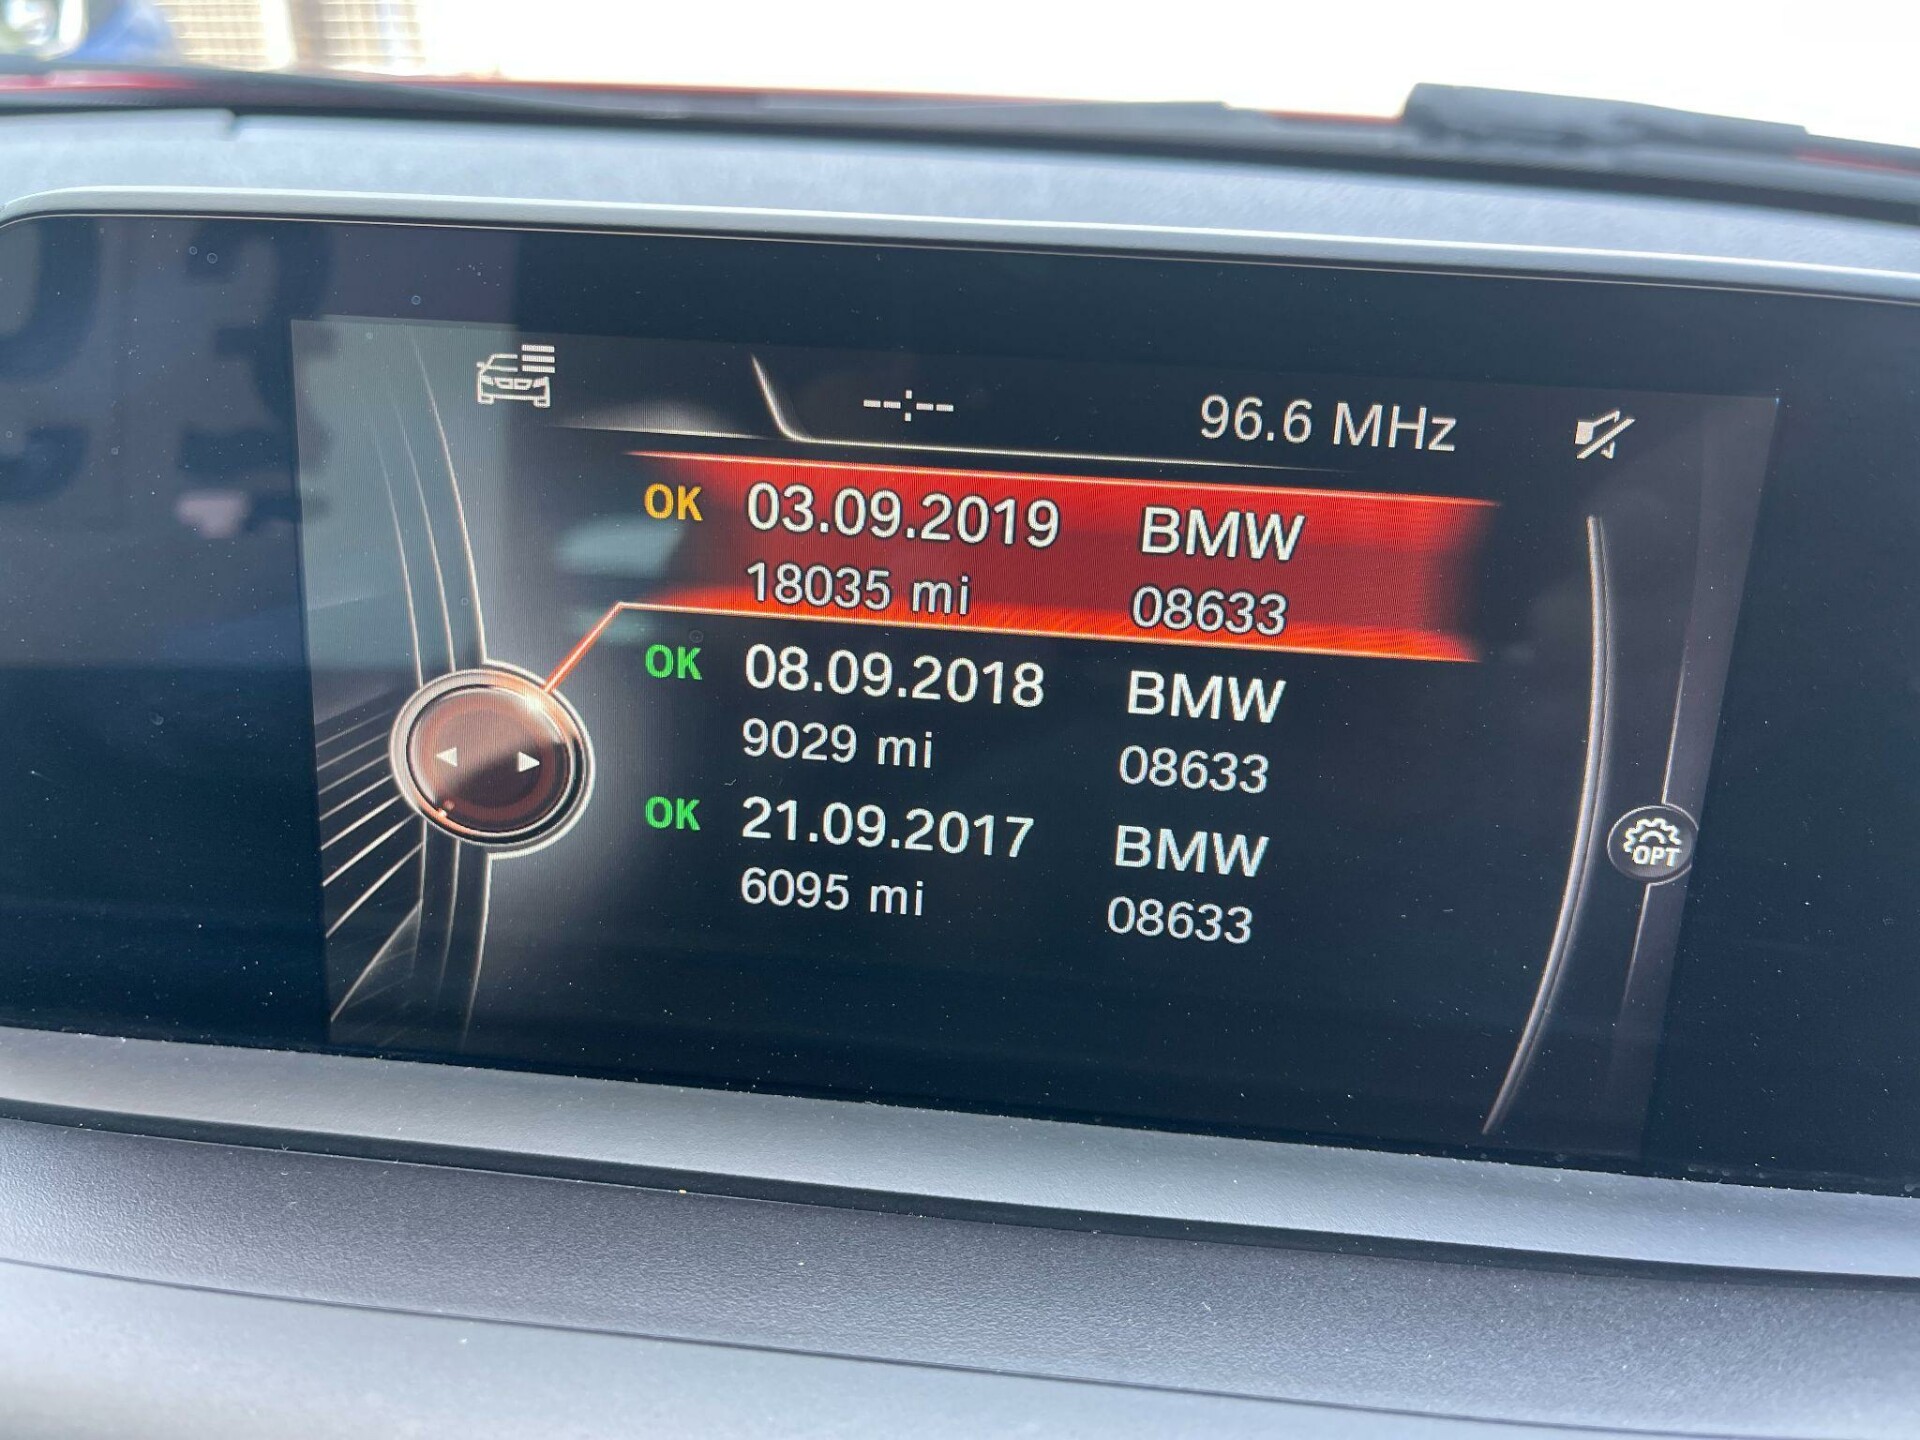 --:-- 96.6 MHz
OK 03.09.2019 BMW
18035 mi 08633
OK 08.09.2018 BMW
9029 mi 08633
OK 21.09.2017 BMW
6095 mi 08633
OPT